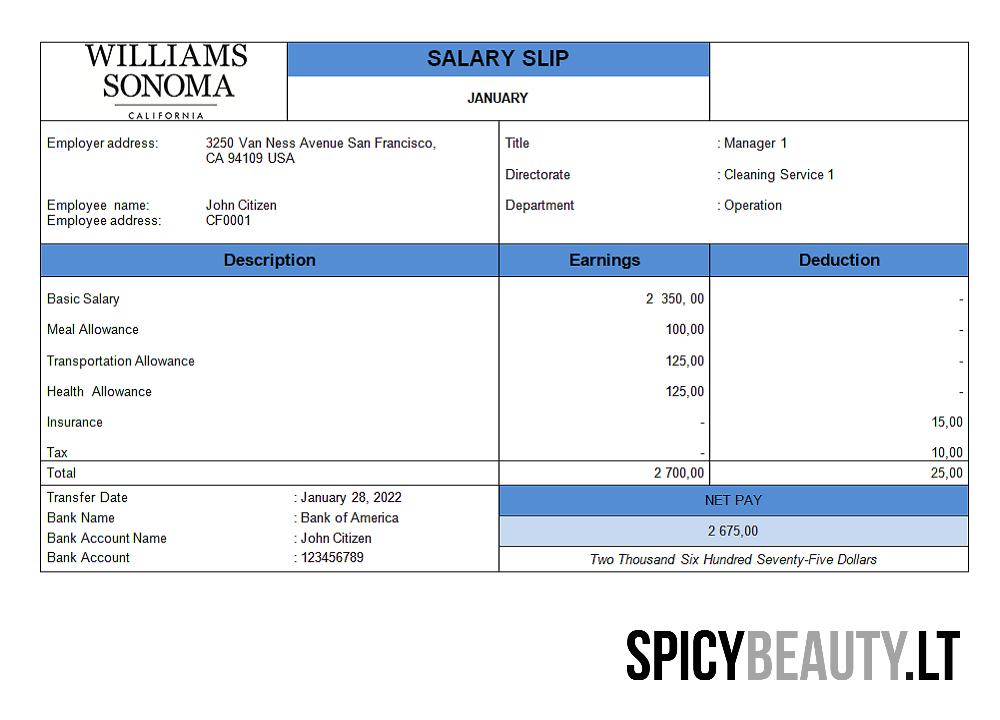 WILLIAMS
SONOMA
CALIFORNIA
SALARY SLIP
JANUARY
Employer address: 3250 Van Ness Avenue San Francisco,
CA 94109 USA
Employee name: John Citizen
Employee address: CF0001
Title : Manager 1
Directorate : Cleaning Service 1
Department : Operation
Description Earnings Deduction
Basic Salary 2 350, 00 -
Meal Allowance 100,00 -
Transportation Allowance 125,00 -
Health Allowance 125,00 -
Insurance - 15,00
Tax - 10,00
Total 2 700,00 25,00
Transfer Date : January 28, 2022
Bank Name : Bank of America
Bank Account Name : John Citizen
Bank Account : 123456789
NET PAY
2 675,00
Two Thousand Six Hundred Seventy-Five Dollars
SPICYBEAUTY.LT